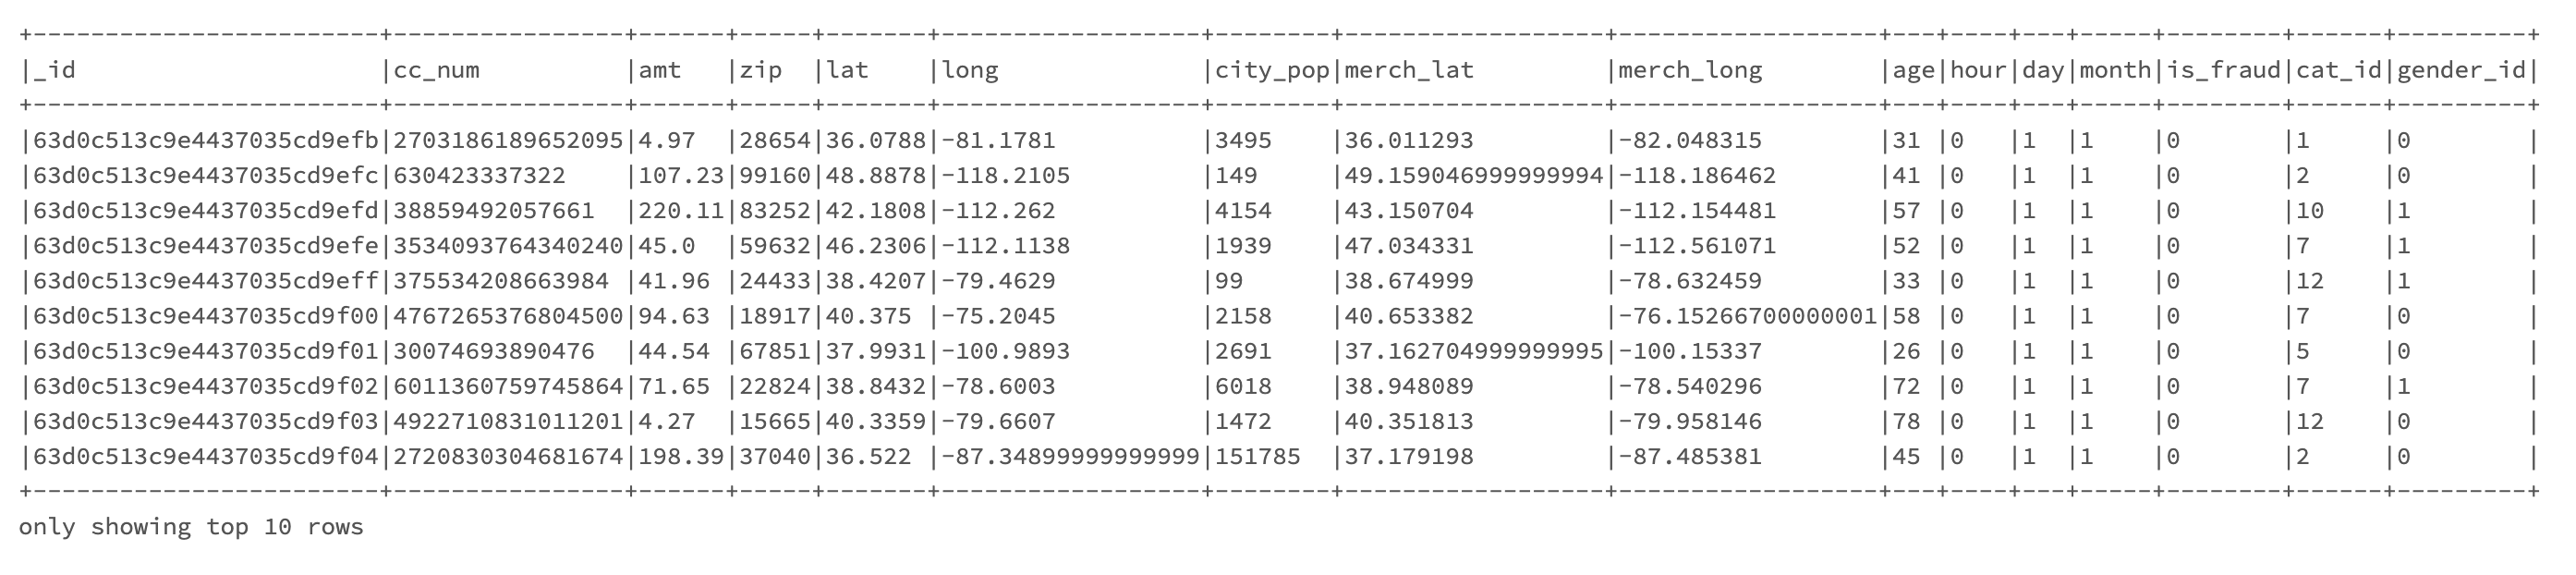 +------------------------+----------------+------+-----+-------+------------------+--------+------------------+------------------+---+----+---+-----+--------+------+---------+
|_id                     |cc_num          |amt   |zip  |lat    |long              |city_pop|merch_lat         |merch_long        |age|hour|day|month|is_fraud|cat_id|gender_id|
+------------------------+----------------+------+-----+-------+------------------+--------+------------------+------------------+---+----+---+-----+--------+------+---------+
|63d0c513c9e4437035cd9efb|2703186189652095|4.97  |28654|36.0788|-81.1781          |3495    |36.011293         |-82.048315        |31 |0   |1  |1    |0       |1     |0        |
|63d0c513c9e4437035cd9efc|630423337322    |107.23|99160|48.8878|-118.2105         |149     |49.159046999999994|-118.186462       |41 |0   |1  |1    |0       |2     |0        |
|63d0c513c9e4437035cd9efd|38859492057661  |220.11|83252|42.1808|-112.262          |4154    |43.150704         |-112.154481       |57 |0   |1  |1    |0       |10    |1        |
|63d0c513c9e4437035cd9efe|3534093764340240|45.0  |59632|46.2306|-112.1138         |1939    |47.034331         |-112.561071       |52 |0   |1  |1    |0       |7     |1        |
|63d0c513c9e4437035cd9eff|375534208663984 |41.96 |24433|38.4207|-79.4629          |99      |38.674999         |-78.632459        |33 |0   |1  |1    |0       |12    |1        |
|63d0c513c9e4437035cd9f00|4767265376804500|94.63 |18917|40.375 |-75.2045          |2158    |40.653382         |-76.15266700000001|58 |0   |1  |1    |0       |7     |0        |
|63d0c513c9e4437035cd9f01|30074693890476  |44.54 |67851|37.9931|-100.9893         |2691    |37.162704999999995|-100.15337        |26 |0   |1  |1    |0       |5     |0        |
|63d0c513c9e4437035cd9f02|6011360759745864|71.65 |22824|38.8432|-78.6003          |6018    |38.948089         |-78.540296        |72 |0   |1  |1    |0       |7     |1        |
|63d0c513c9e4437035cd9f03|4922710831011201|4.27  |15665|40.3359|-79.6607          |1472    |40.351813         |-79.958146        |78 |0   |1  |1    |0       |12    |0        |
|63d0c513c9e4437035cd9f04|2720830304681674|198.39|37040|36.522 |-87.34899999999999|151785  |37.179198         |-87.485381        |45 |0   |1  |1    |0       |2     |0        |
+------------------------+----------------+------+-----+-------+------------------+--------+------------------+------------------+---+----+---+-----+--------+------+---------+
only showing top 10 rows